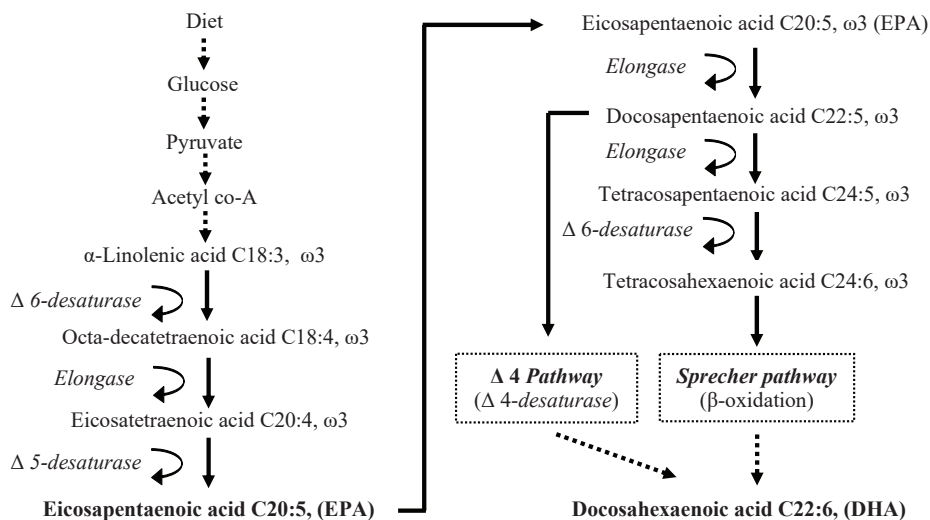 Diet
Glucose
Pyruvate
Acetyl co-A
α-Linolenic acid C18:3, ω3
Δ 6-desaturase
Octa-decatetraenoic acid C18:4, ω3
Elongase
Eicosatetraenoic acid C20:4, ω3
Δ 5-desaturase
Eicosapentaenoic acid C20:5, (EPA)
Eicosapentaenoic acid C20:5, ω3 (EPA)
Elongase
Docosapentaenoic acid C22:5, ω3
Elongase
Tetracosapentaenoic acid C24:5, ω3
Δ 6-desaturase
Tetracosahexaenoic acid C24:6, ω3
Δ 4 Pathway
(Δ 4-desaturase)
Sprecher pathway
(β-oxidation)
Docosahexaenoic acid C22:6, (DHA)